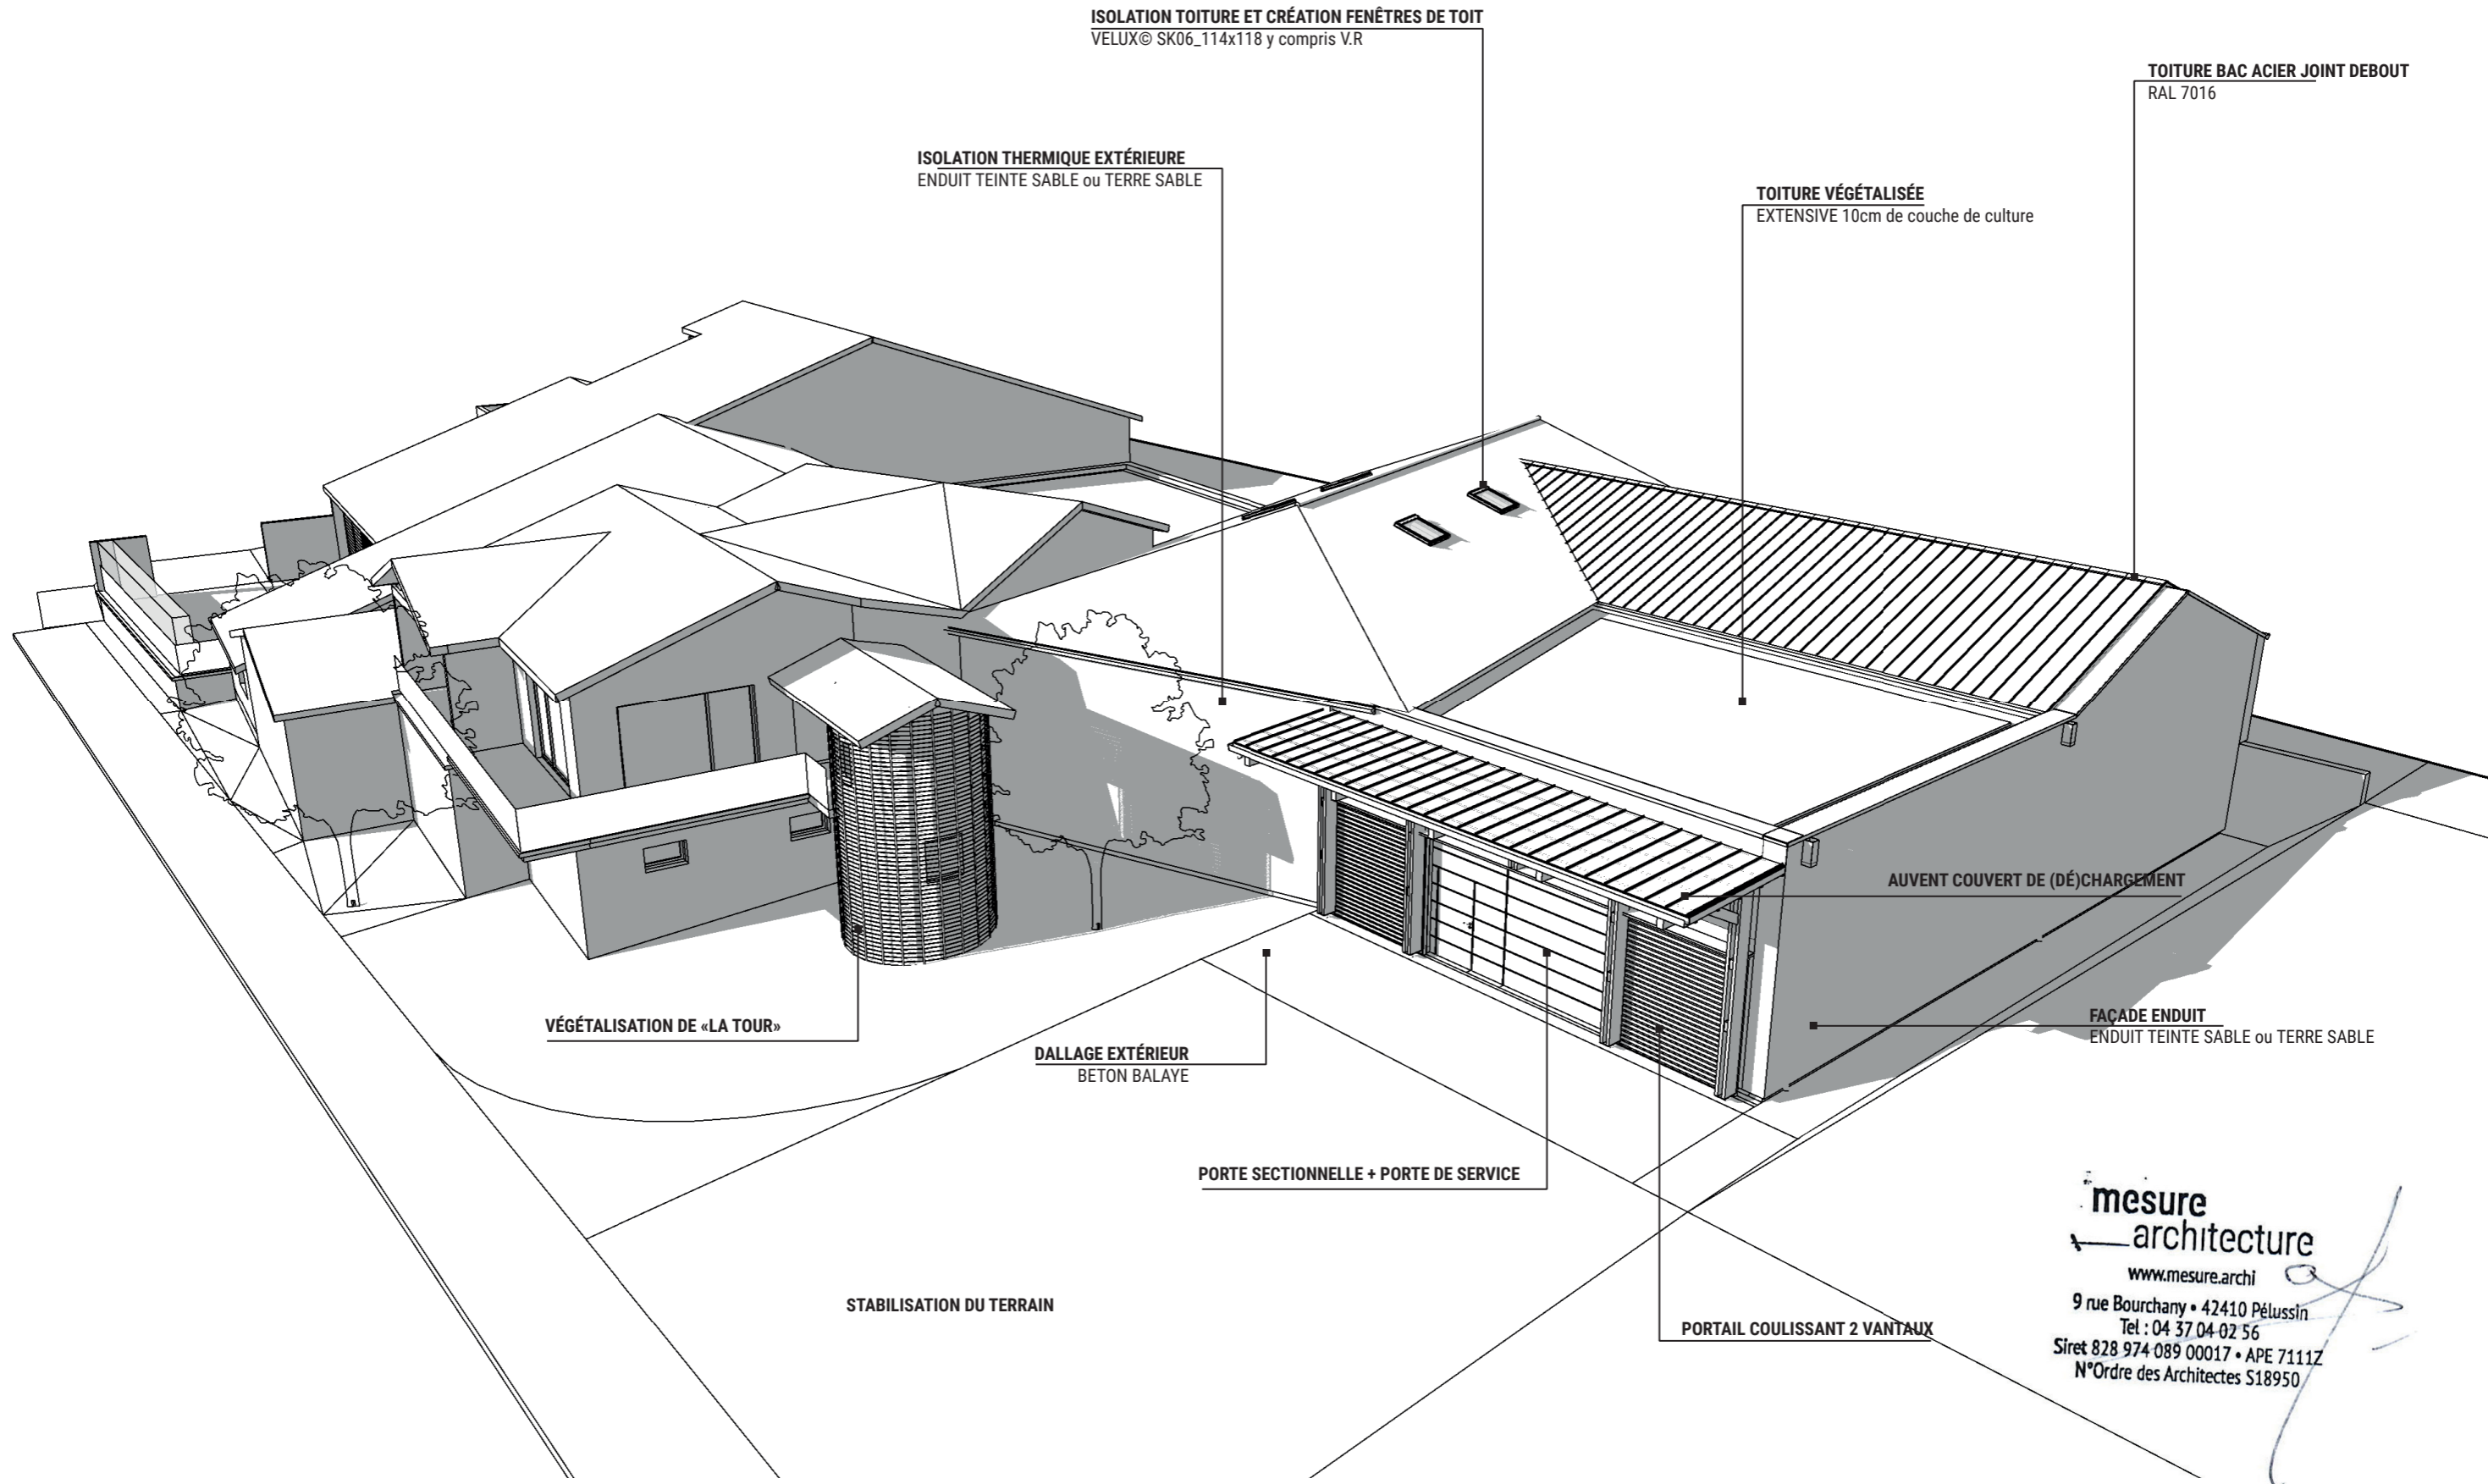 ISOLATION TOITURE ET CRÉATION FENÊTRES DE TOIT
VELUX© SK06_114x118 y compris V.R
TOITURE BAC ACIER JOINT DEBOUT
RAL 7016
ISOLATION THERMIQUE EXTÉRIEURE
ENDUIT TEINTE SABLE ou TERRE SABLE
TOITURE VÉGÉTALISÉE
EXTENSIVE 10cm de couche de culture
AUVENT COUVERT DE (DÉ)CHARGEMENT
VÉGÉTALISATION DE «LA TOUR»
DALLAGE EXTÉRIEUR
BETON BALAYE
FAÇADE ENDUIT
ENDUIT TEINTE SABLE ou TERRE SABLE
PORTE SECTIONNELLE + PORTE DE SERVICE
STABILISATION DU TERRAIN
PORTAIL COULISSANT 2 VANTAUX
mesure
architecture
www.mesure.archi
9 rue Bourchany • 42410 Pélussin
Tel : 04 37 04 02 56
Siret 828 974 089 00017 • APE 7111Z
N°Ordre des Architectes S18950